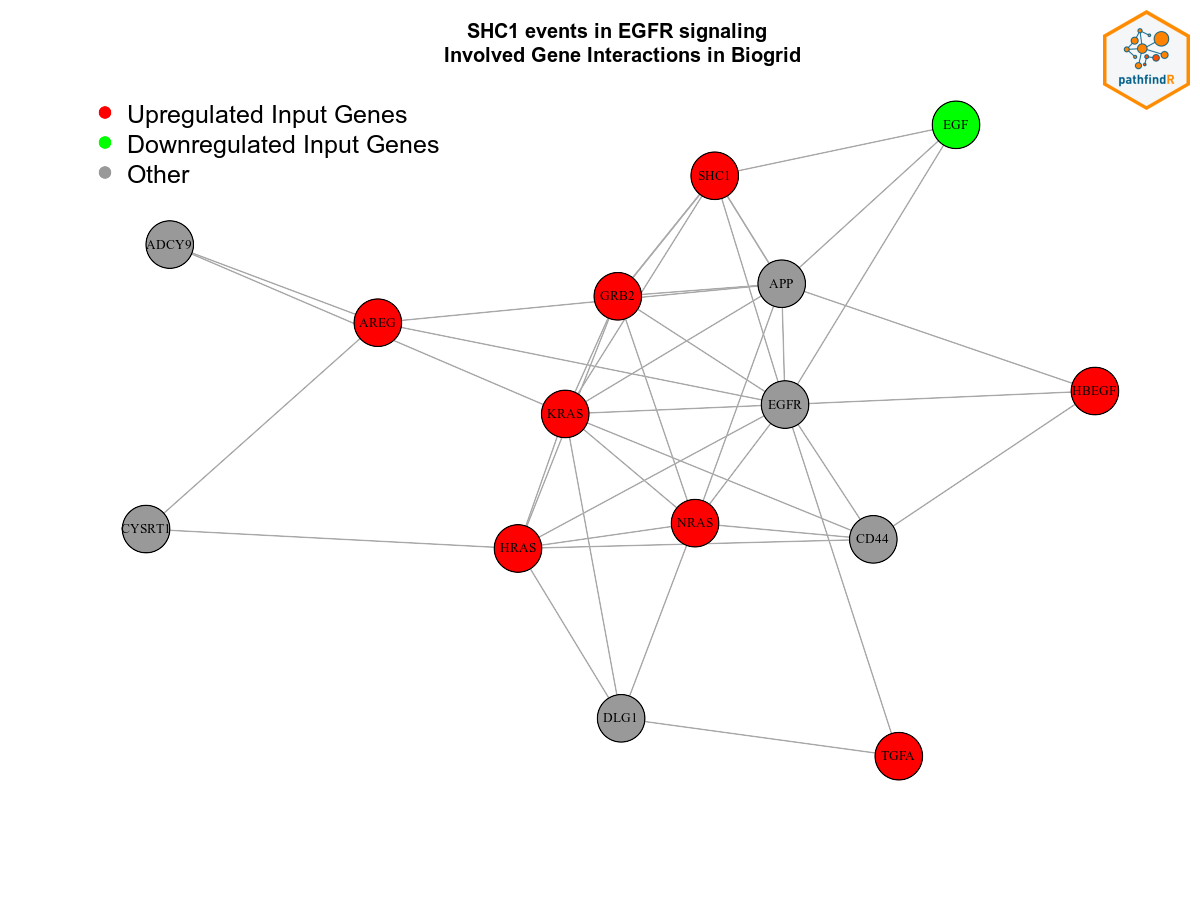 SHC1 events in EGFR signaling
Involved Gene Interactions in Biogrid
pathfindR
Upregulated Input Genes
Downregulated Input Genes
Other
EGF
SHC1
ADCY9
APP
GRB2
AREG
HBEGF
EGFR
KRAS
NRAS
CYSRT1
CD44
HRAS
DLG1
TGFA